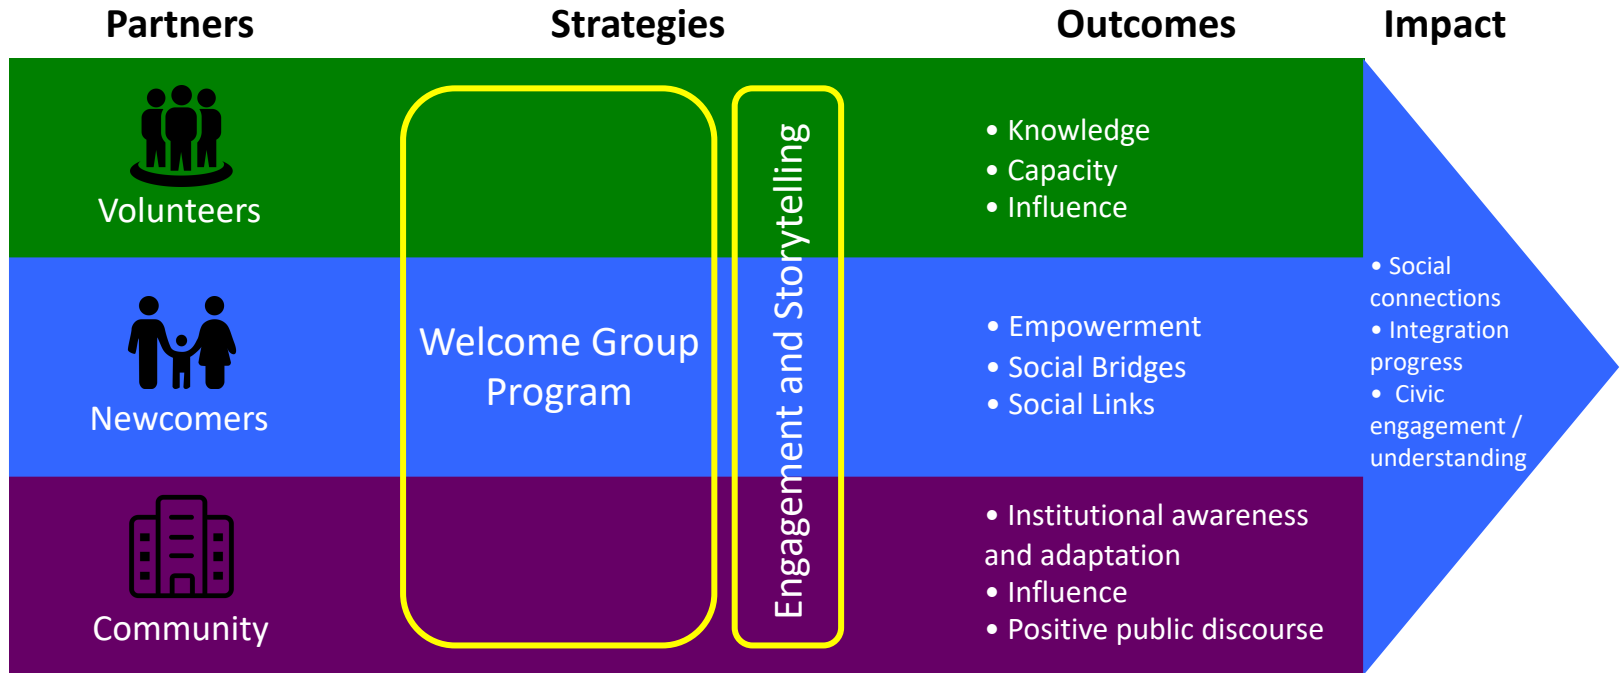 Partners
Strategies
Outcomes
Impact
Volunteers
• Knowledge
• Capacity
• Influence
Newcomers
Welcome Group
Program
Engagement and Storytelling
• Empowerment
• Social Bridges
• Social Links
Community
• Institutional awareness
and adaptation
• Influence
• Positive public discourse
• Social
connections
• Integration
progress
• Civic
engagement /
understanding